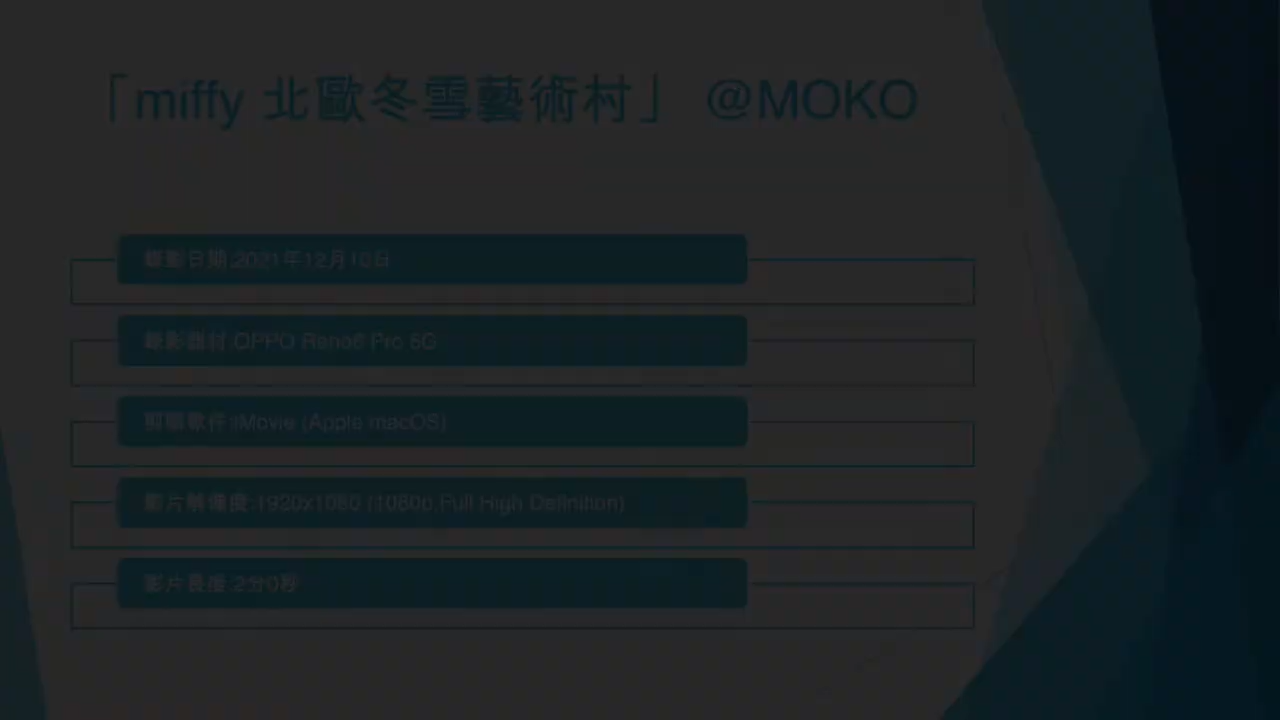 「miffy 北歐冬雪藝術村」 @MOKO
攝影日期:2021年12月10日
攝影器材:OPPO Reno6 Pro 5G
剪輯軟件:iMovie (Apple macOS)
影片解像度:1920x1080 (1080p Full High Definition)
影片長度:2分0秒